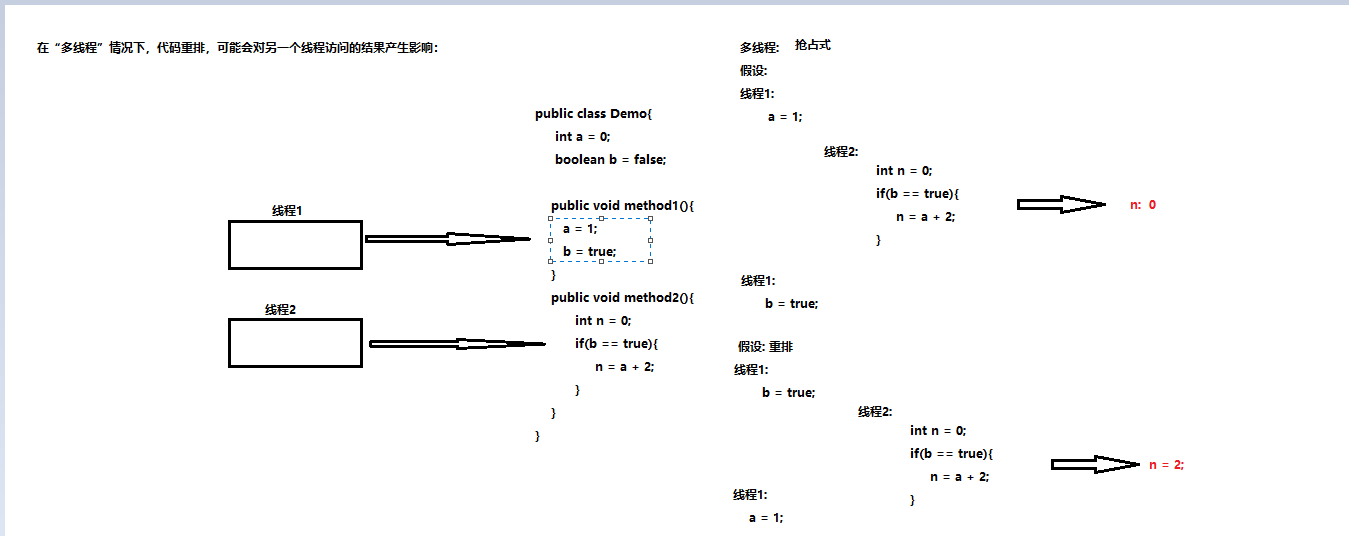 在“多线程”情况下，代码重排，可能会对另一个线程访问的结果产生影响：
线程1
线程2
public class Demo{
int a = 0;
boolean b = false;
public void method1(){
a = 1;
b = true;
}
public void method2(){
int n = 0;
if(b == true){
n = a + 2;
}
}
}
多线程: 抢占式
假设:
线程1:
a = 1;
线程2:
int n = 0;
if(b == true){
n = a + 2;
}
n: 0
线程1:
b = true;
假设: 重排
线程1:
b = true;
线程2:
int n = 0;
if(b == true){
n = a + 2;
}
n = 2;
线程1:
a = 1;